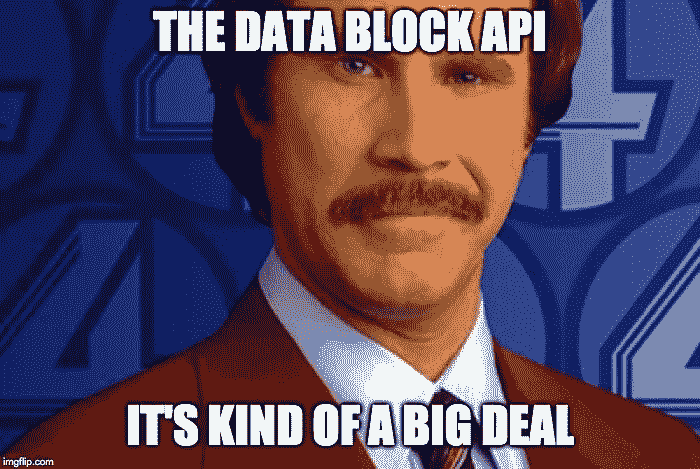 THE DATA BLOCK API
IT'S KIND OF A BIG DEAL
imgflip.com